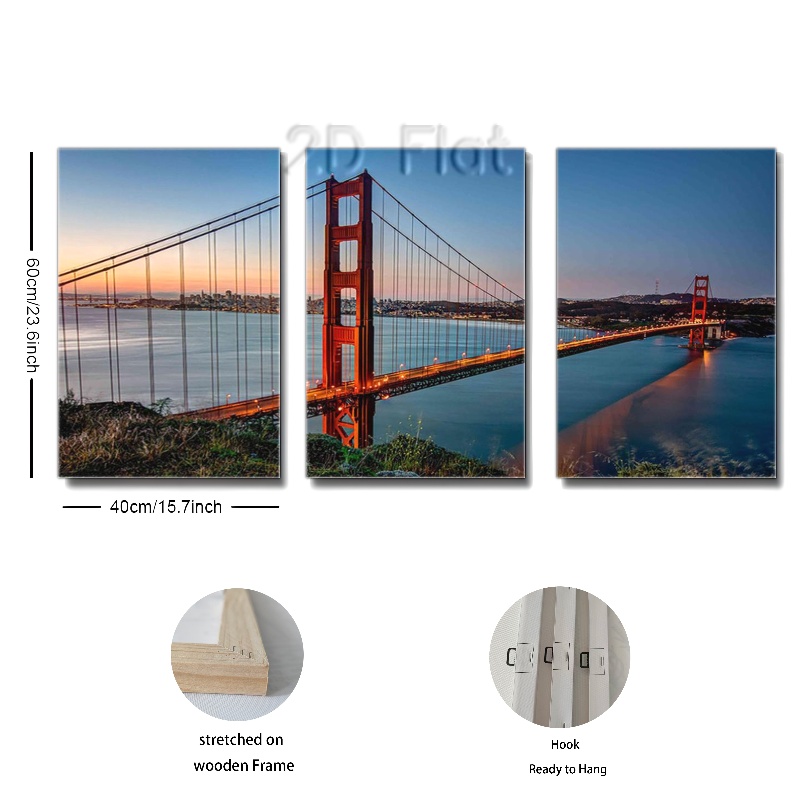 2D Flat
60cm/23.6inch
40cm/15.7inch
stretched on
wooden Frame
Hook
Ready to Hang